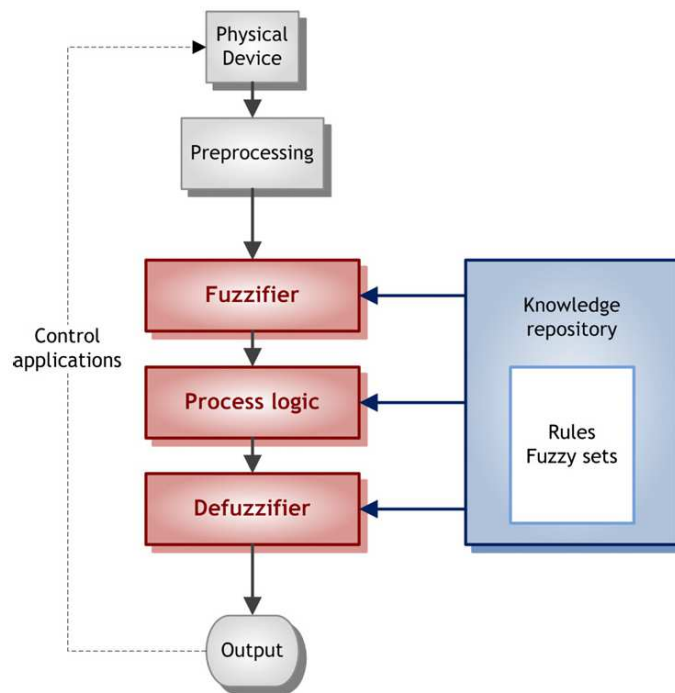 Physical
Device
Preprocessing
Fuzzifier
Knowledge
repository
Control
applications
Process logic
Rules
Fuzzy sets
Defuzzifier
Output